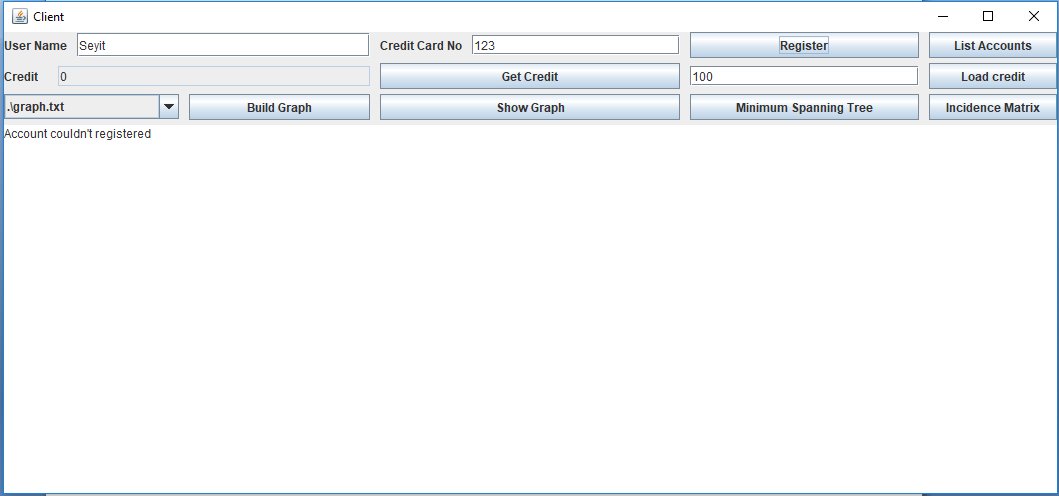 Client
User Name Seyit Credit Card No 123 Register List Accounts
Credit 0 Get Credit 100 Load credit
.\graph.txt Build Graph Show Graph Minimum Spanning Tree Incidence Matrix
Account couldn't registered